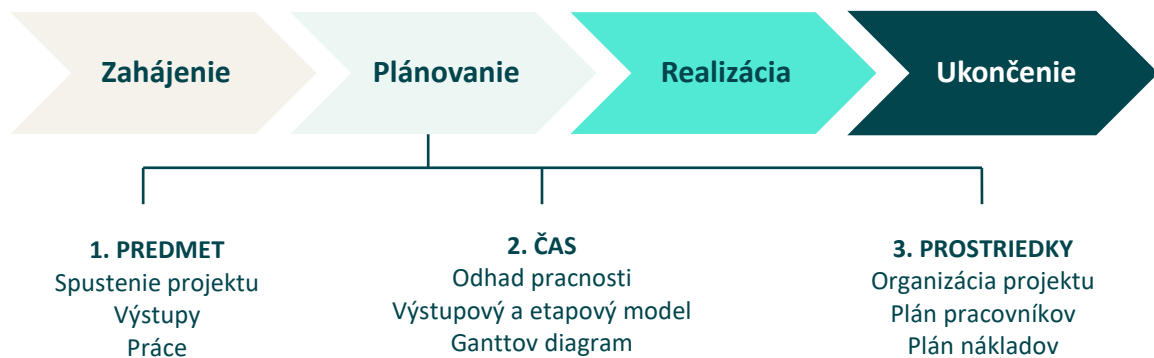 Zahájenie
Plánovanie
Realizácia
Ukončenie
1. PREDMET
Spustenie projektu
Výstupy
Práce
2. ČAS
Odhad pracnosti
Výstupový a etapový model
Ganttov diagram
3. PROSTRIEDKY
Organizácia projektu
Plán pracovníkov
Plán nákladov